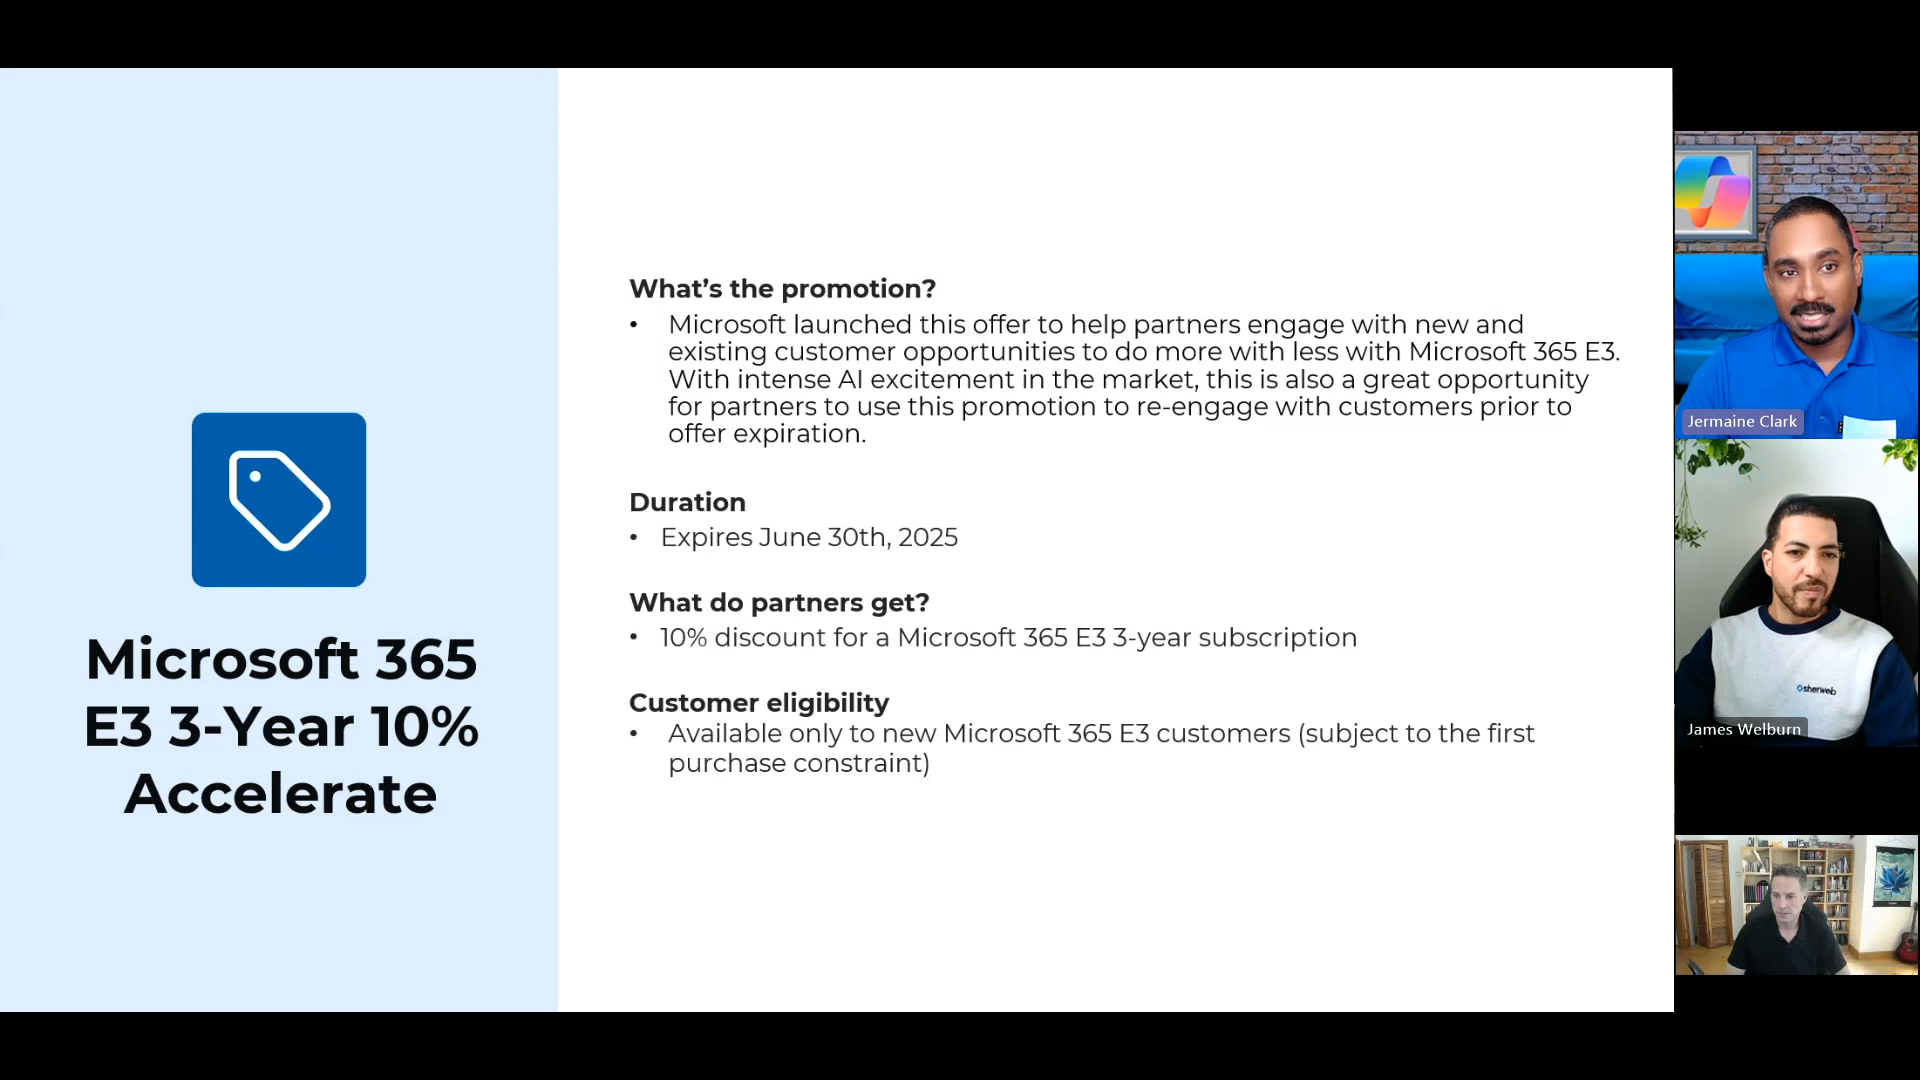 Microsoft 365
E3 3-Year 10%
Accelerate
What’s the promotion?
• Microsoft launched this offer to help partners engage with new and
existing customer opportunities to do more with less with Microsoft 365 E3.
With intense AI excitement in the market, this is also a great opportunity
for partners to use this promotion to re-engage with customers prior to
offer expiration.
Duration
• Expires June 30th, 2025
What do partners get?
• 10% discount for a Microsoft 365 E3 3-year subscription
Customer eligibility
• Available only to new Microsoft 365 E3 customers (subject to the first
purchase constraint)
Jermaine Clark
sherweb
James Welburn